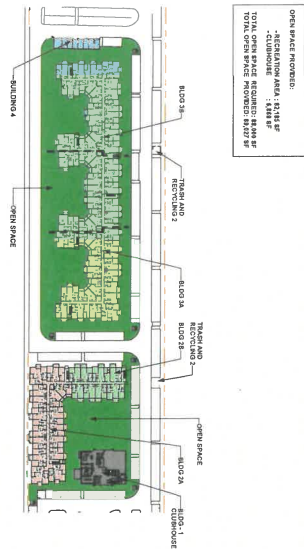 OPEN SPACE PROVIDED:
- RECREATION AREA : 82,195 SF
- CLUBHOUSE : 6,888 SF
TOTAL OPEN SPACE REQUIRED: 88,000 SF
TOTAL OPEN SPACE PROVIDED: 89,027 SF
BUILDING 4
BLDG 3B
OPEN SPACE
TRASH AND
RECYCLING 2
BLDG 3A
TRASH AND
RECYCLING 2
BLDG 2B
OPEN SPACE
BLDG 2A
BLDG - 1
CLUBHOUSE